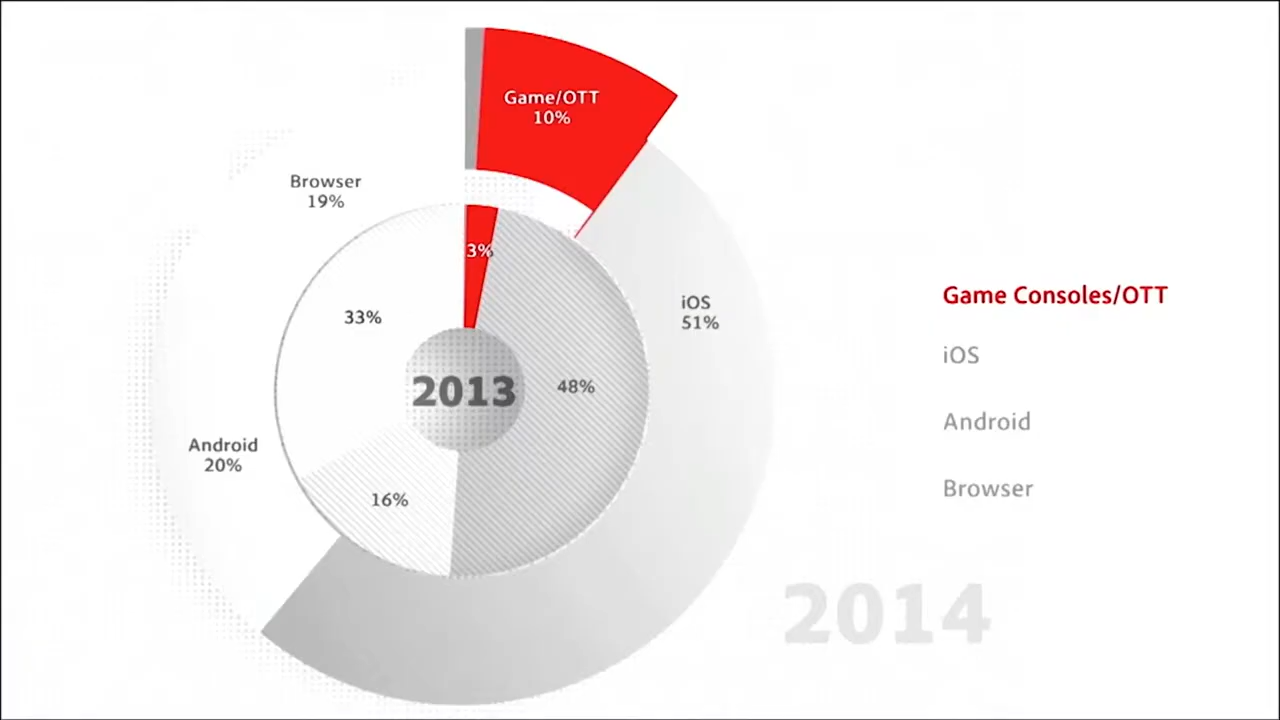 Game/OTT
10%
Browser
19%
3%
iOS
51%
33%
48%
2013
Android
20%
16%
Game Consoles/OTT
iOS
Android
Browser
2014